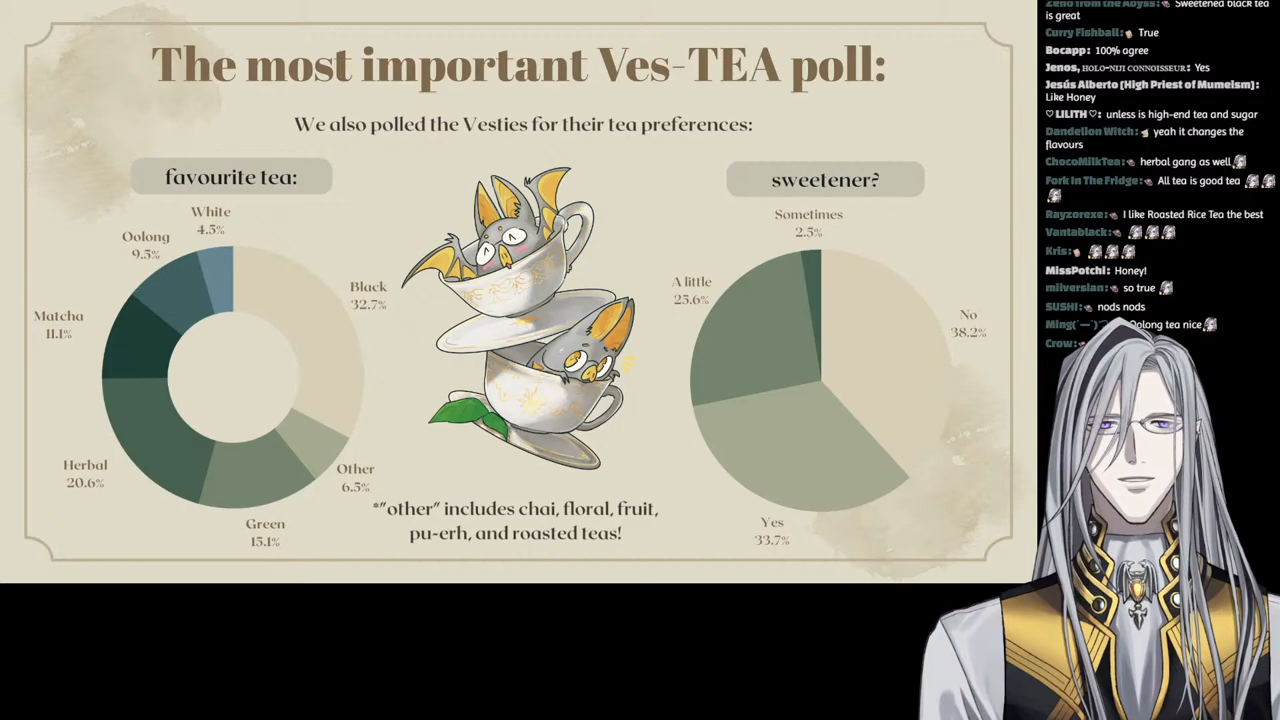 The most important Ves-TEA poll:
We also polled the Vesties for their tea preferences:
favourite tea:
White
4.5%
Oolong
9.5%
Black
32.7%
Matcha
11.1%
Herbal
20.6%
Other
6.5%
Green
15.1%
*"other" includes chai, floral, fruit,
pu-erh, and roasted teas!
sweetener?
Sometimes
2.5%
A little
25.6%
No
38.2%
Yes
33.7%
Zeno from the Abyss: Sweetened black tea
is great
Curry Fishball: True
Bocapp: 100% agree
Jenos, HOLO-NIJI CONNOISSEUR: Yes
Jesús Alberto [High Priest of Mumeism]:
Like Honey
♡ LILITH ♡: unless is high-end tea and sugar
Dandelion Witch: yeah it changes the
flavours
ChocoMilkTea: herbal gang as well
Fork In The Fridge: All tea is good tea
Rayzorexe: I like Roasted Rice Tea the best
Vantablack:
Kris:
MissPotchi: Honey!
milversian: so true
SUSHI: nods nods
Oolong tea nice
Crow: